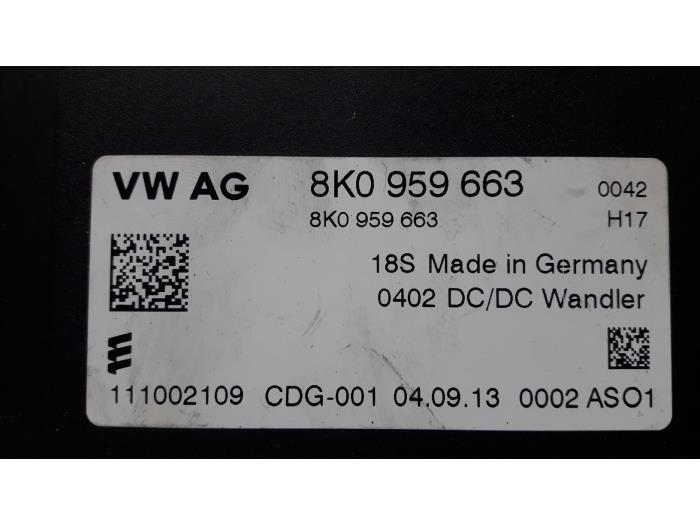 VW AG 8K0 959 663 0042
8K0 959 663 H17
18S Made in Germany
0402 DC/DC Wandler
111002109 CDG-001 04.09.13 0002 ASO1